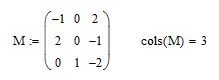 M := ( -1 0 2
2 0 -1
0 1 -2 )
cols(M) = 3